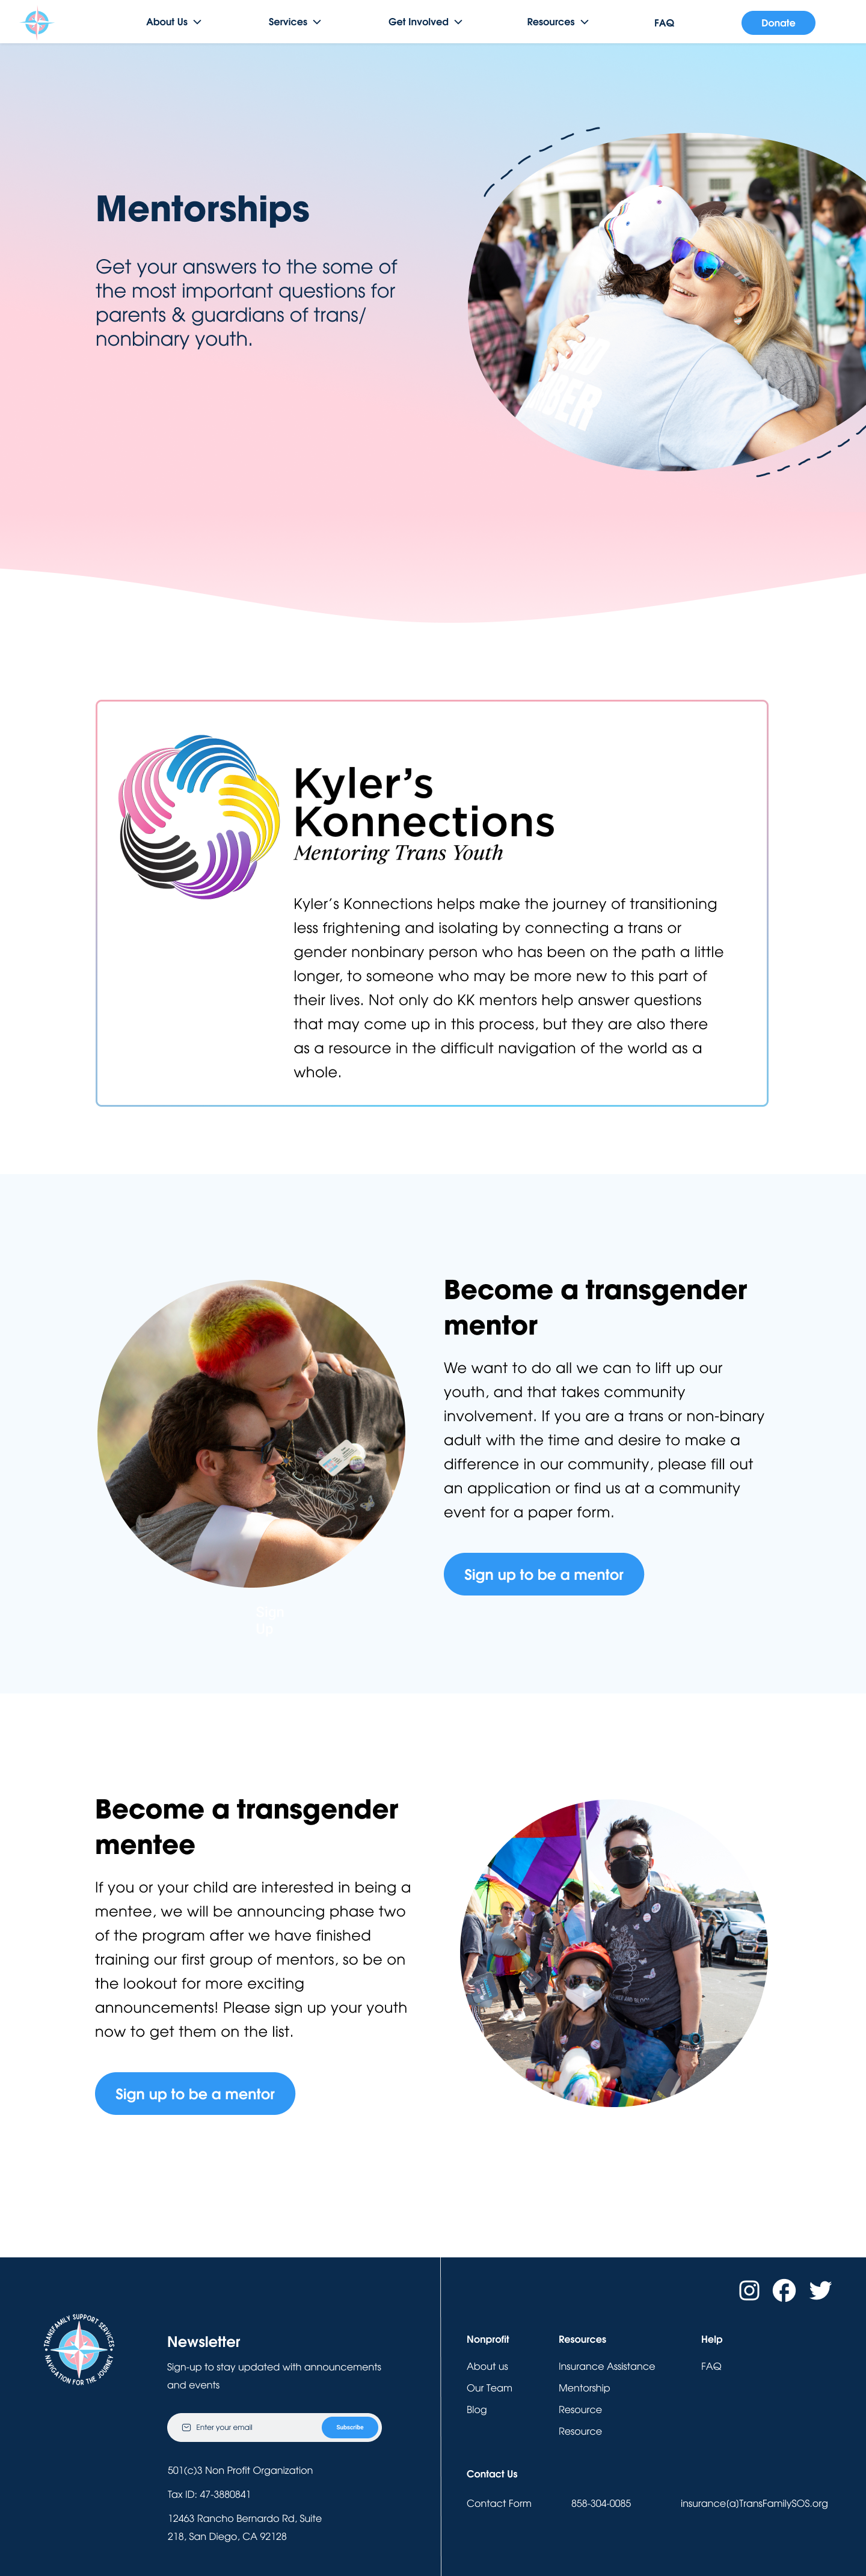 About Us
Services
Get Involved
Resources
FAQ
Donate
Mentorships
Get your answers to the some of
the most important questions for
parents & guardians of trans/
nonbinary youth.
Kyler's
Konnections
Mentoring Trans Youth
Kyler's Konnections helps make the journey of transitioning
less frightening and isolating by connecting a trans or
gender nonbinary person who has been on the path a little
longer, to someone who may be more new to this part of
their lives. Not only do KK mentors help answer questions
that may come up in this process, but they are also there
as a resource in the difficult navigation of the world as a
whole.
Become a transgender
mentor
We want to do all we can to lift up our
youth, and that takes community
involvement. If you are a trans or non-binary
adult with the time and desire to make a
difference in our community, please fill out
an application or find us at a community
event for a paper form.
Sign up to be a mentor
Sign
Up
Become a transgender
mentee
If you or your child are interested in being a
mentee, we will be announcing phase two
of the program after we have finished
training our first group of mentors, so be on
the lookout for more exciting
announcements! Please sign up your youth
now to get them on the list.
Sign up to be a mentor
TRANSFAMILY SUPPORT SERVICES
NAVIGATION FOR THE JOURNEY
Newsletter
Sign-up to stay updated with announcements
and events
Enter your email
Subscribe
501(c)3 Non Profit Organization
Tax ID: 47-3880841
12463 Rancho Bernardo Rd, Suite
218, San Diego, CA 92128
Nonprofit
About us
Our Team
Blog
Resources
Insurance Assistance
Mentorship
Resource
Resource
Help
FAQ
Contact Us
Contact Form
858-304-0085
insurance(a)TransFamilySOS.org